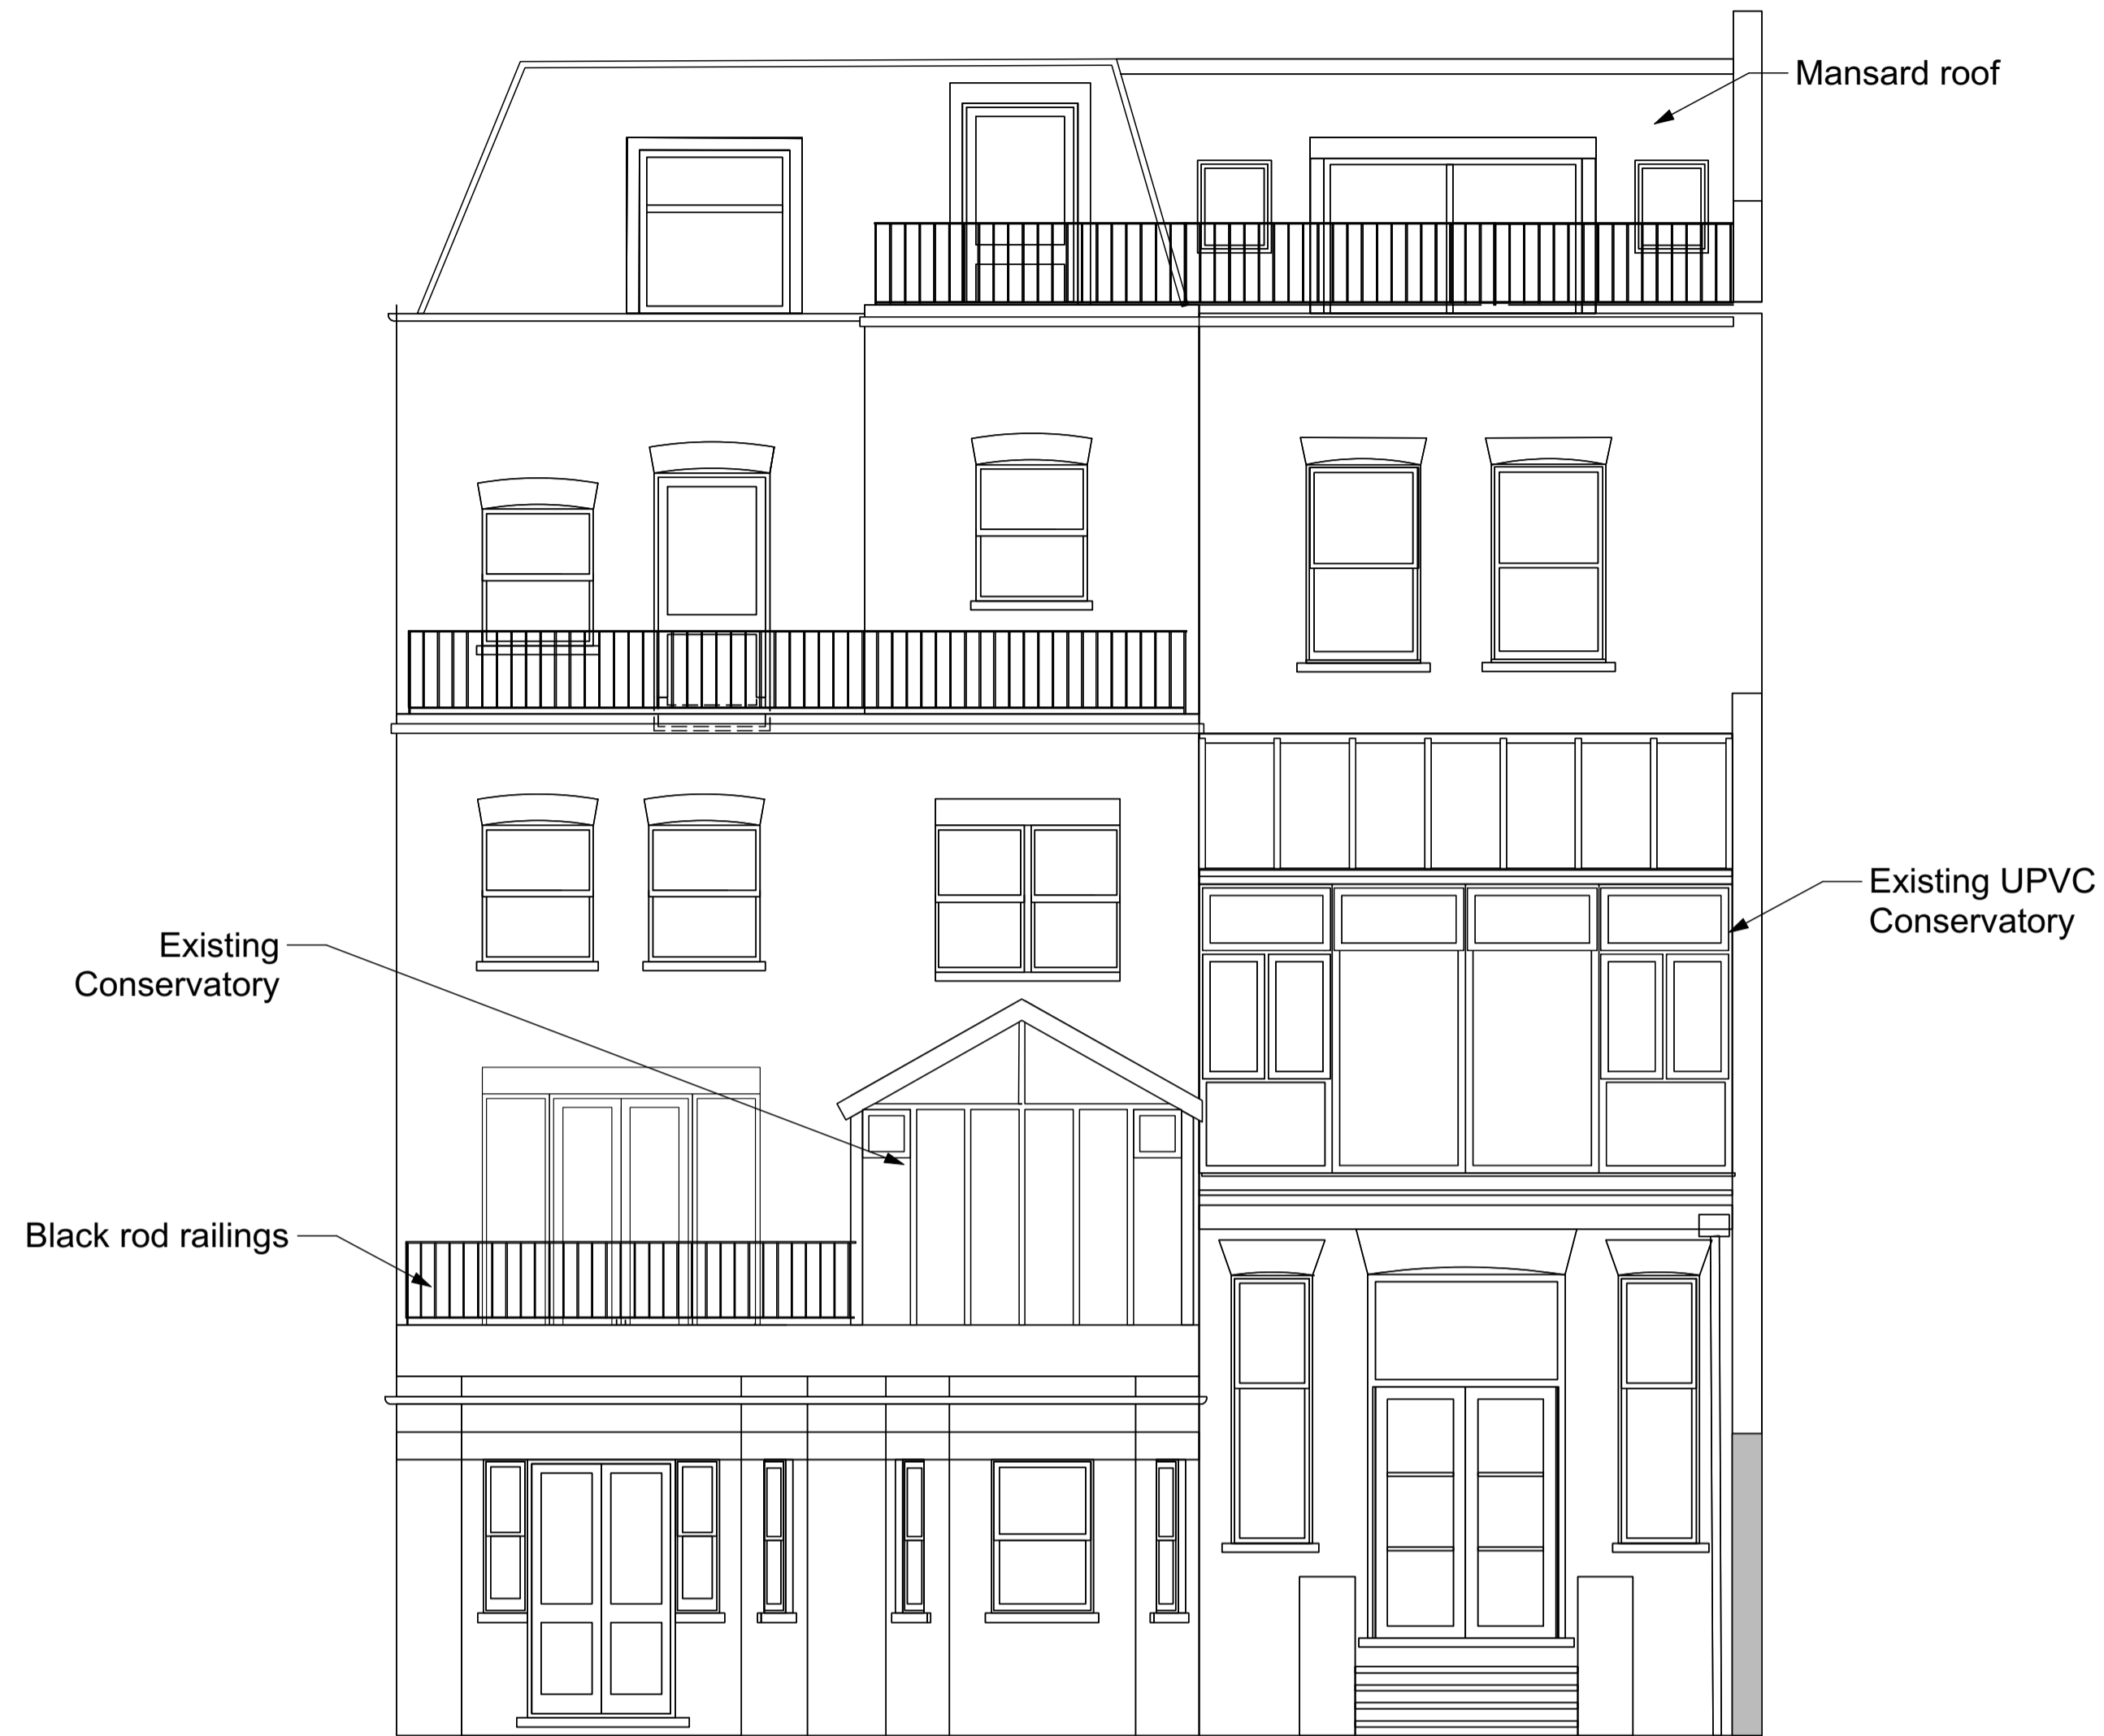 Mansard roof
Existing UPVC
Conservatory
Existing
Conservatory
Black rod railings